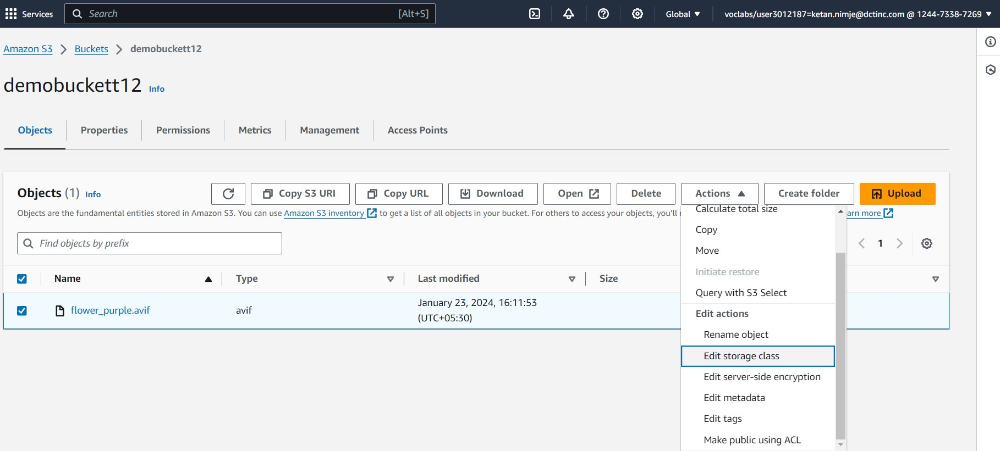 Services
Search
[Alt+S]
Global
voclabs/user3012187=ketan.nimje@dctinc.com @ 1244-7338-7269
Amazon S3 > Buckets > demobuckett12
demobuckett12 Info
Objects
Properties
Permissions
Metrics
Management
Access Points
Objects (1) Info
Copy S3 URI
Copy URL
Download
Open
Delete
Actions
Create folder
Upload
Objects are the fundamental entities stored in Amazon S3. You can use Amazon S3 inventory to get a list of all objects in your bucket. For others to access your objects, you'll
arn more
Find objects by prefix
1
Name
Type
Last modified
Size
flower_purple.avif
avif
January 23, 2024, 16:11:53
(UTC+05:30)
Calculate total size
Copy
Move
Initiate restore
Query with S3 Select
Edit actions
Rename object
Edit storage class
Edit server-side encryption
Edit metadata
Edit tags
Make public using ACL